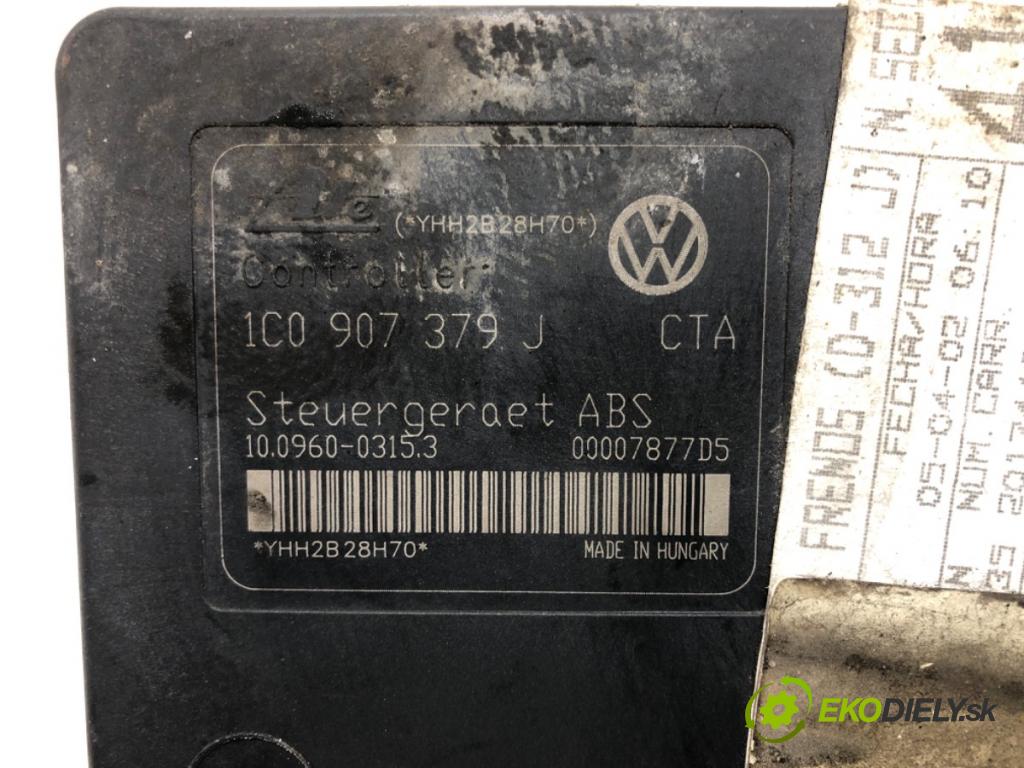 (*YHH2B28H70*)
Controller
1C0 907 379 J CTA
Steuergeraet ABS
10.0960-0315.3 00007877D5
*YHH2B28H70*
MADE IN HUNGARY
FRENOS (D-312 J)
FECHA/HORA
05-04-02 06.10
NUM. CARR.
EKODIELY.sk